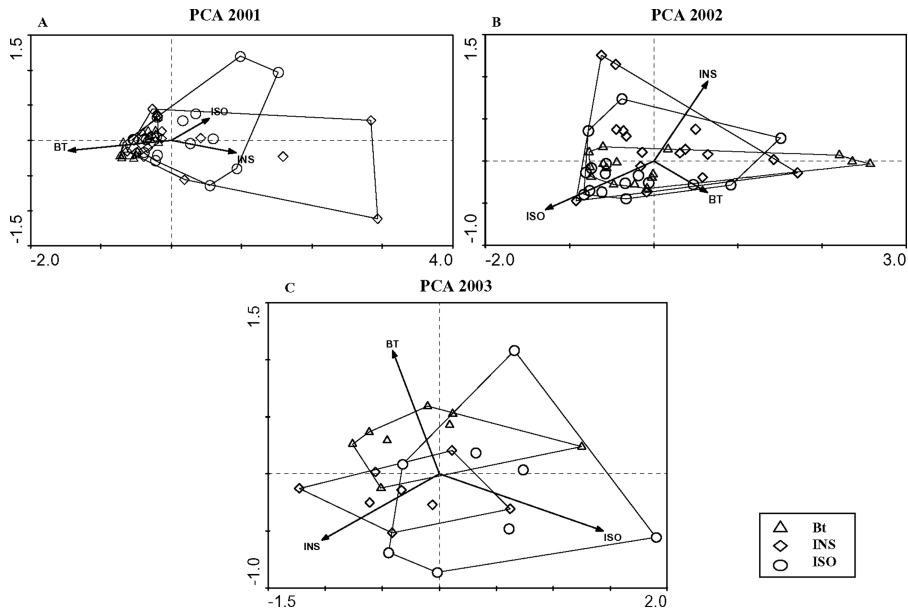 A
PCA 2001
1.5
-1.5
-2.0
4.0
BT
ISO
INS
B
PCA 2002
1.5
-1.0
-2.0
3.0
INS
ISO
BT
C
PCA 2003
1.5
-1.0
-1.5
2.0
BT
INS
ISO
Bt
INS
ISO